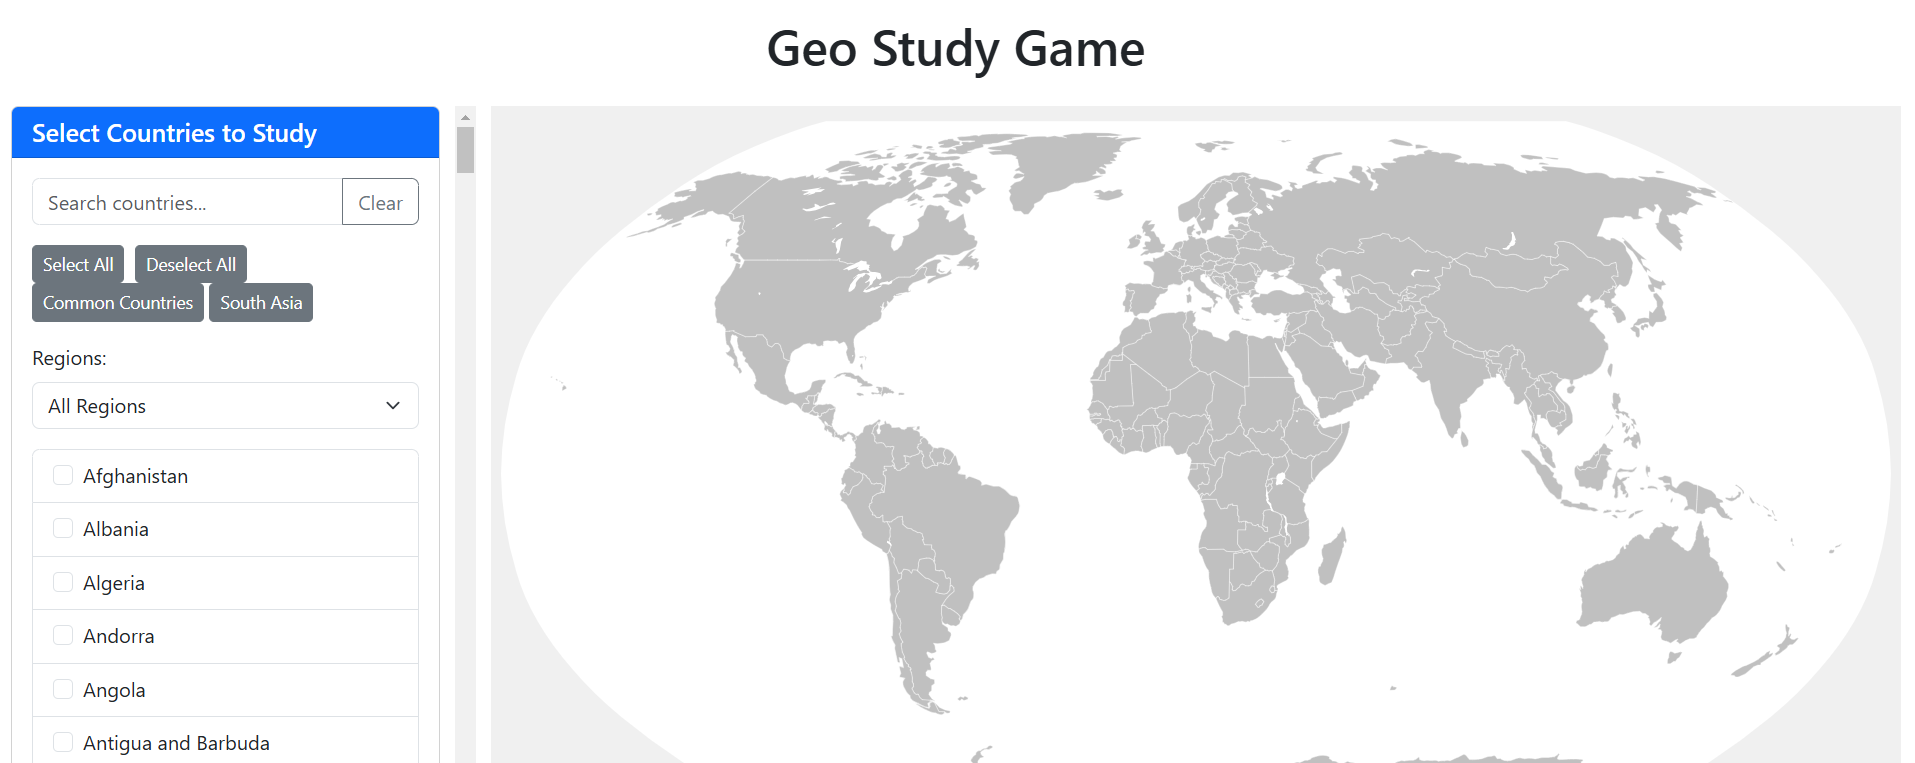 Geo Study Game
Select Countries to Study
Search countries...
Clear
Select All
Deselect All
Common Countries
South Asia
Regions:
All Regions
Afghanistan
Albania
Algeria
Andorra
Angola
Antigua and Barbuda